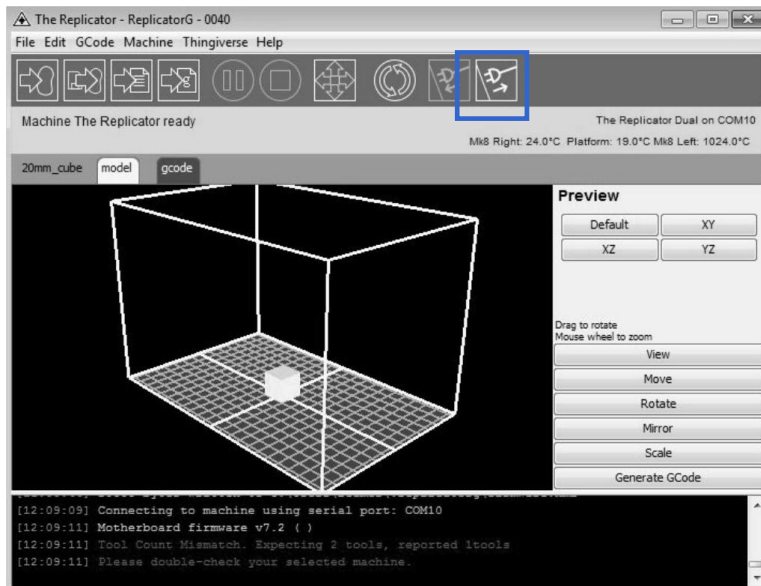 The Replicator - ReplicatorG - 0040
File Edit GCode Machine Thingiverse Help
Machine The Replicator ready
The Replicator Dual on COM10
Mk8 Right: 24.0°C Platform: 19.0°C Mk8 Left: 1024.0°C
20mm_cube model gcode
Preview
Default XY
XZ YZ
Drag to rotate
Mouse wheel to zoom
View
Move
Rotate
Mirror
Scale
Generate GCode
[12:09:09] Connecting to machine using serial port: COM10
[12:09:11] Motherboard firmware v7.2 ( )
[12:09:11] Tool Count Mismatch. Expecting 2 tools, reported 1tools
[12:09:11] Please double-check your selected machine.